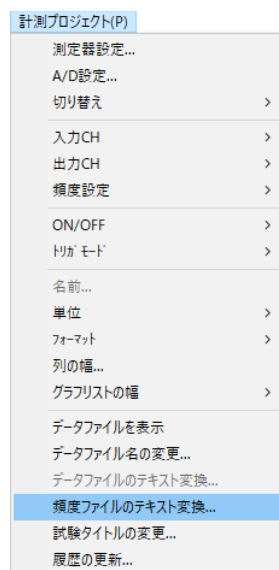 計測プロジェクト(P)
測定器設定...
A/D設定...
切り替え
入力CH
出力CH
頻度設定
ON/OFF
ﾄﾘｶﾞ ﾓｰﾄﾞ
名前...
単位
ﾌｫｰﾏｯﾄ
列の幅...
グラフリストの幅
データファイルを表示
データファイル名の変更...
データファイルのテキスト変換...
頻度ファイルのテキスト変換...
試験タイトルの変更...
履歴の更新...